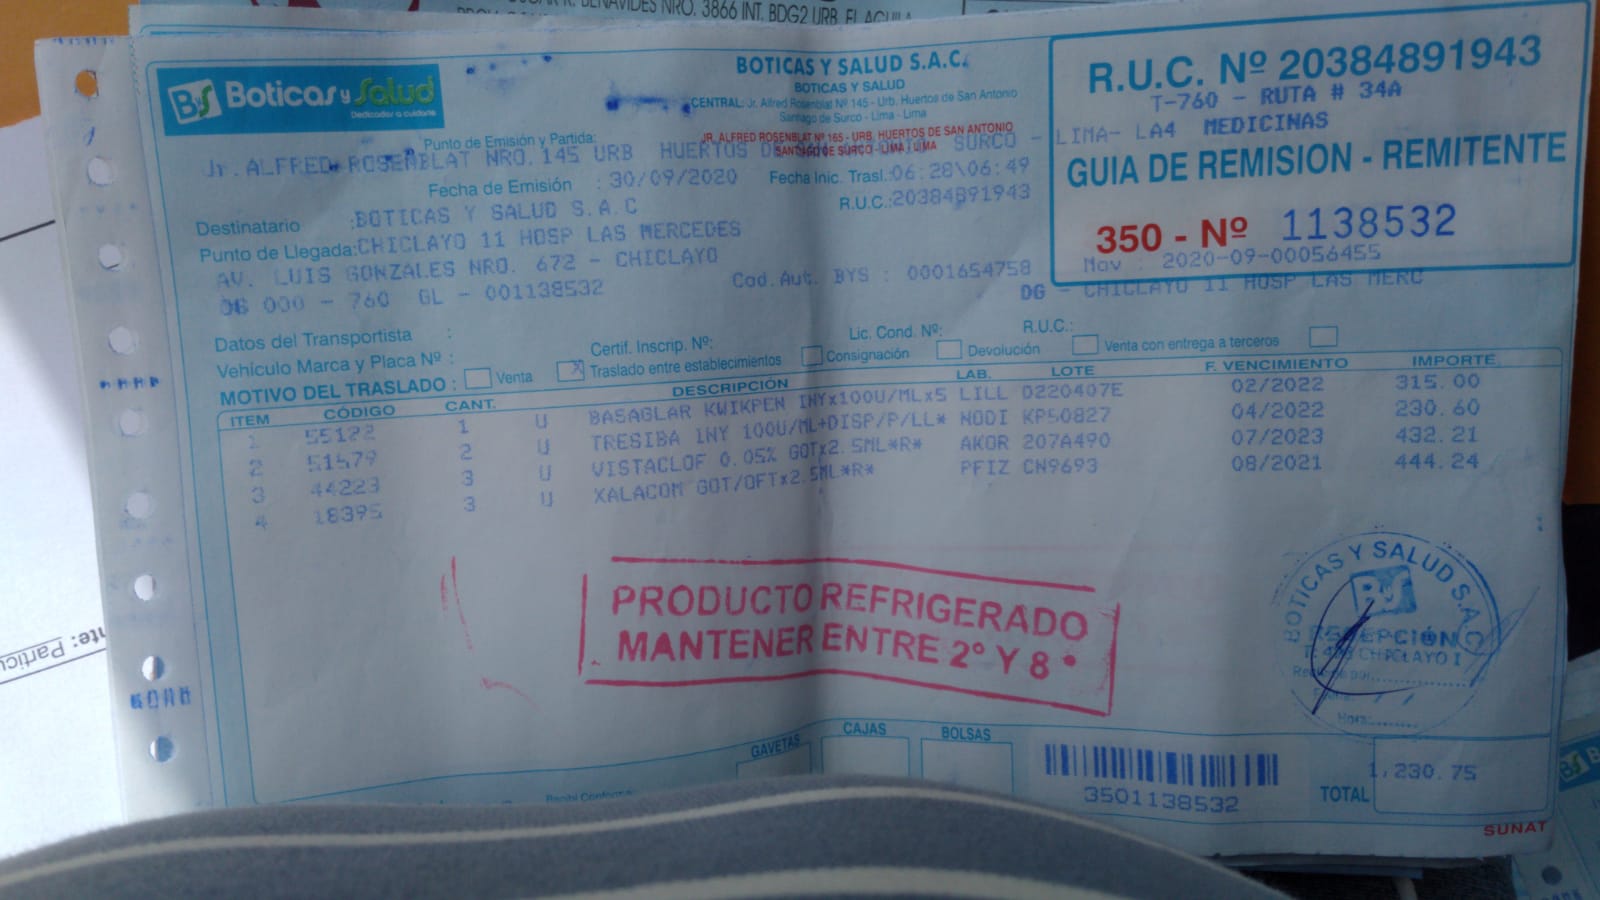 BENAVIDES NRO. 3866 INT. BDG2 URB. EL AGUILA
BS Boticas y Salud
Dedicados a cuidarte
BOTICAS Y SALUD S.A.C.
BOTICAS Y SALUD
CENTRAL: Jr. Alfred Rosenblat Nº 145 - Urb. Huertos de San Antonio
Santiago de Surco - Lima - Lima
JR. ALFRED ROSENBLAT Nº 165 - URB. HUERTOS DE SAN ANTONIO
SANTIAGO DE SURCO - LIMA / LIMA
R.U.C. Nº 20384891943
T-760 - RUTA # 34A
LIMA- LA4 MEDICINAS
GUIA DE REMISION - REMITENTE
350 - Nº 1138532
Nav : 2020-09-00056455
Punto de Emisión y Partida:
Jr. ALFRED ROSENBLAT NRO. 145 URB HUERTOS DE SURCO -
Fecha de Emisión : 30/09/2020 Fecha Inic. Trasl.:06:28\06:49
Destinatario :BOTICAS Y SALUD S.A.C R.U.C.:20384891943
Punto de Llegada:CHICLAYO 11 HOSP LAS MERCEDES
AV. LUIS GONZALES NRO. 672 - CHICLAYO
DG 000 - 760 GL - 001138532 Cod.Aut. BYS : 0001654758 DG - CHICLAYO 11 HOSP LAS MERC
Datos del Transportista :
Vehículo Marca y Placa Nº : Certif. Inscrip. Nº: Lic. Cond. Nº: R.U.C.:
MOTIVO DEL TRASLADO : Venta X Traslado entre establecimientos Consignación Devolución Venta con entrega a terceros
ITEM CÓDIGO CANT. DESCRIPCIÓN LAB. LOTE F. VENCIMIENTO IMPORTE
1 55122 1 U BASAGLAR KWIKPEN INYx100U/MLx5 LILL D220407E 02/2022 315.00
2 51579 2 U TRESIBA INY 100U/ML+DISP/P/LL* NODI KP50827 04/2022 230.60
3 44223 3 U VISTACLOF 0.05% GOTx2.5ML*R* AKOR 207A490 07/2023 432.21
4 18395 3 U XALACOM GOT/OFTx2.5ML*R* PFIZ CN9693 08/2021 444.24
PRODUCTO REFRIGERADO
MANTENER ENTRE 2º Y 8º
BOTICAS Y SALUD S.A.C.
BS
RECEPCIÓN
CHICLAYO I
Hora:
GAVETAS CAJAS BOLSAS
3501138532
TOTAL 1,230.75
Recibí Conforme
SUNAT